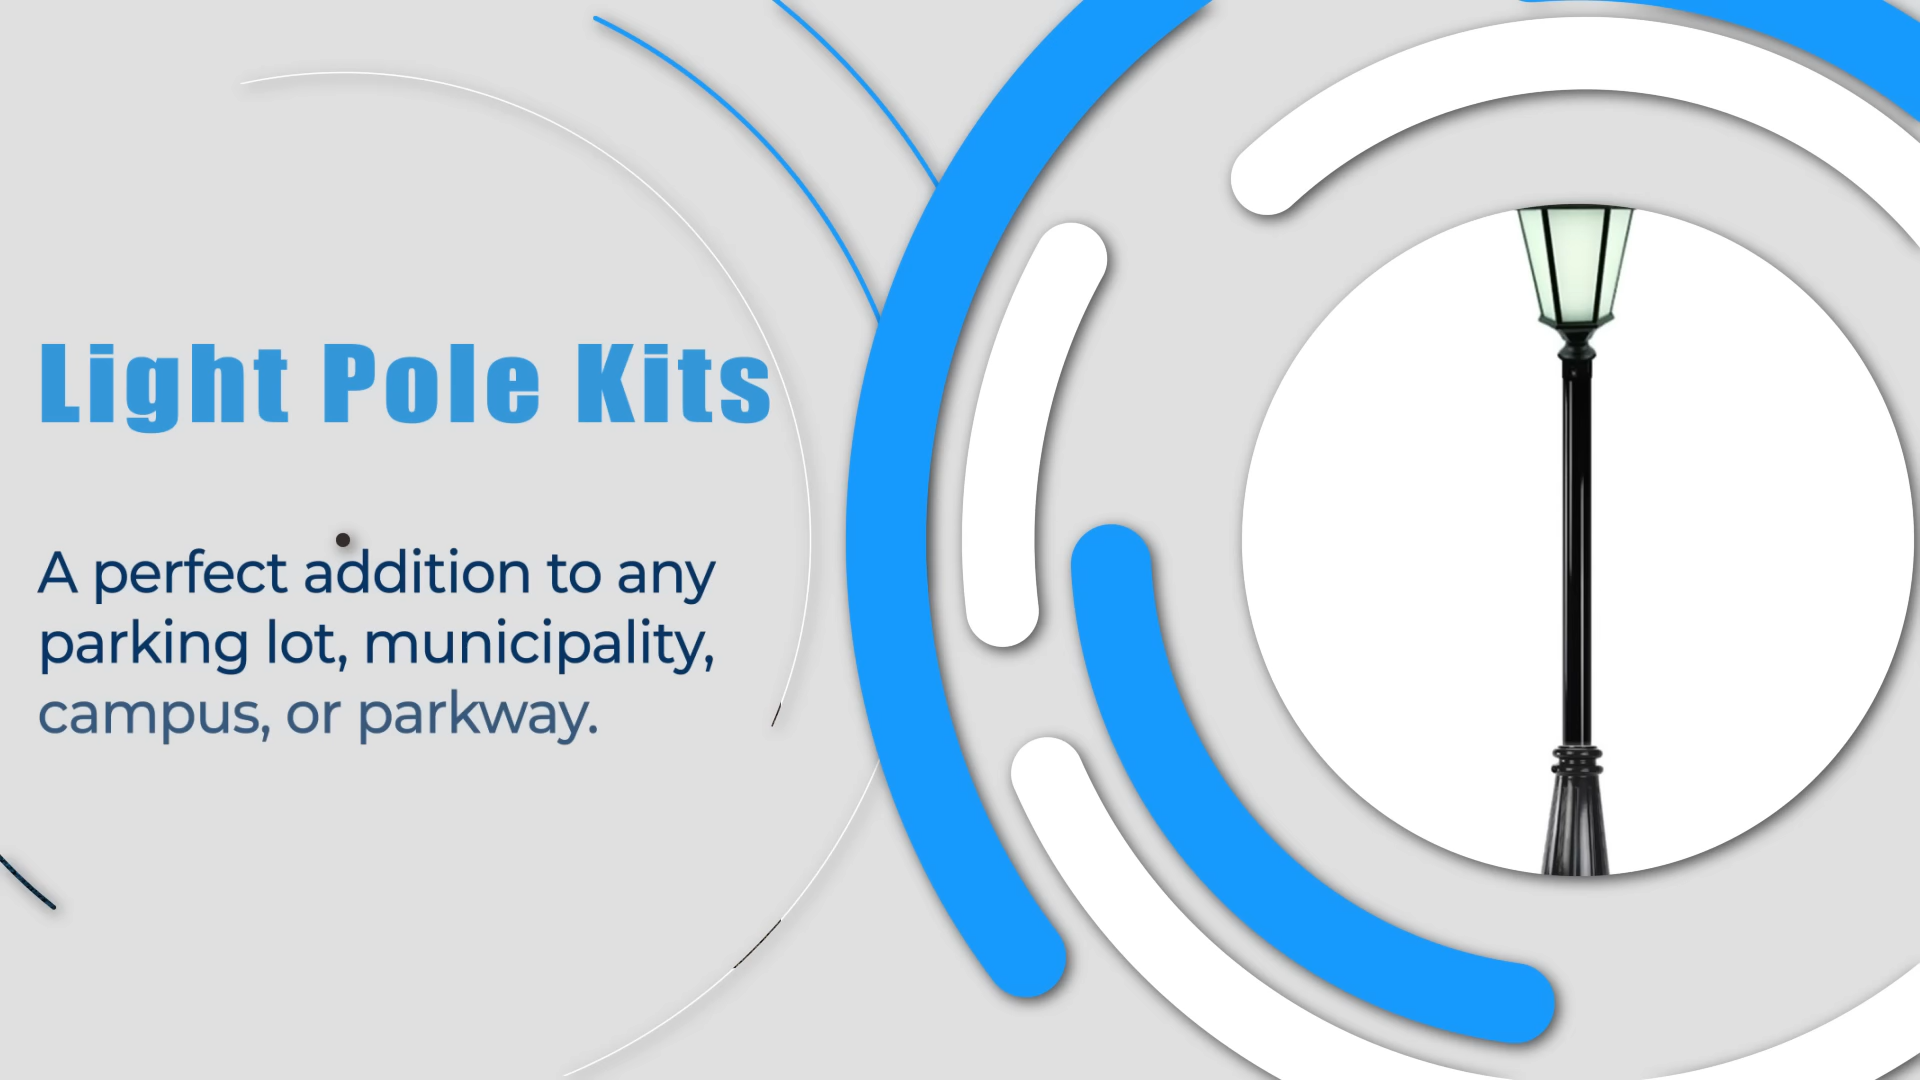 Light Pole Kits
A perfect addition to any
parking lot, municipality,
campus, or parkway.